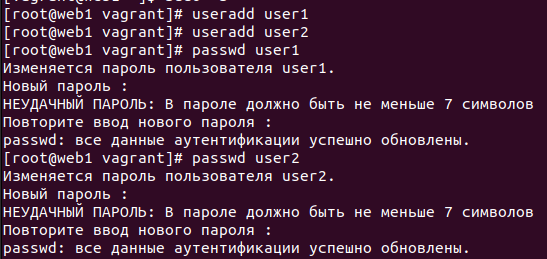 [root@web1 vagrant]# useradd user1
[root@web1 vagrant]# useradd user2
[root@web1 vagrant]# passwd user1
Изменяется пароль пользователя user1.
Новый пароль :
НЕУДАЧНЫЙ ПАРОЛЬ: В пароле должно быть не меньше 7 символов
Повторите ввод нового пароля :
passwd: все данные аутентификации успешно обновлены.
[root@web1 vagrant]# passwd user2
Изменяется пароль пользователя user2.
Новый пароль :
НЕУДАЧНЫЙ ПАРОЛЬ: В пароле должно быть не меньше 7 символов
Повторите ввод нового пароля :
passwd: все данные аутентификации успешно обновлены.